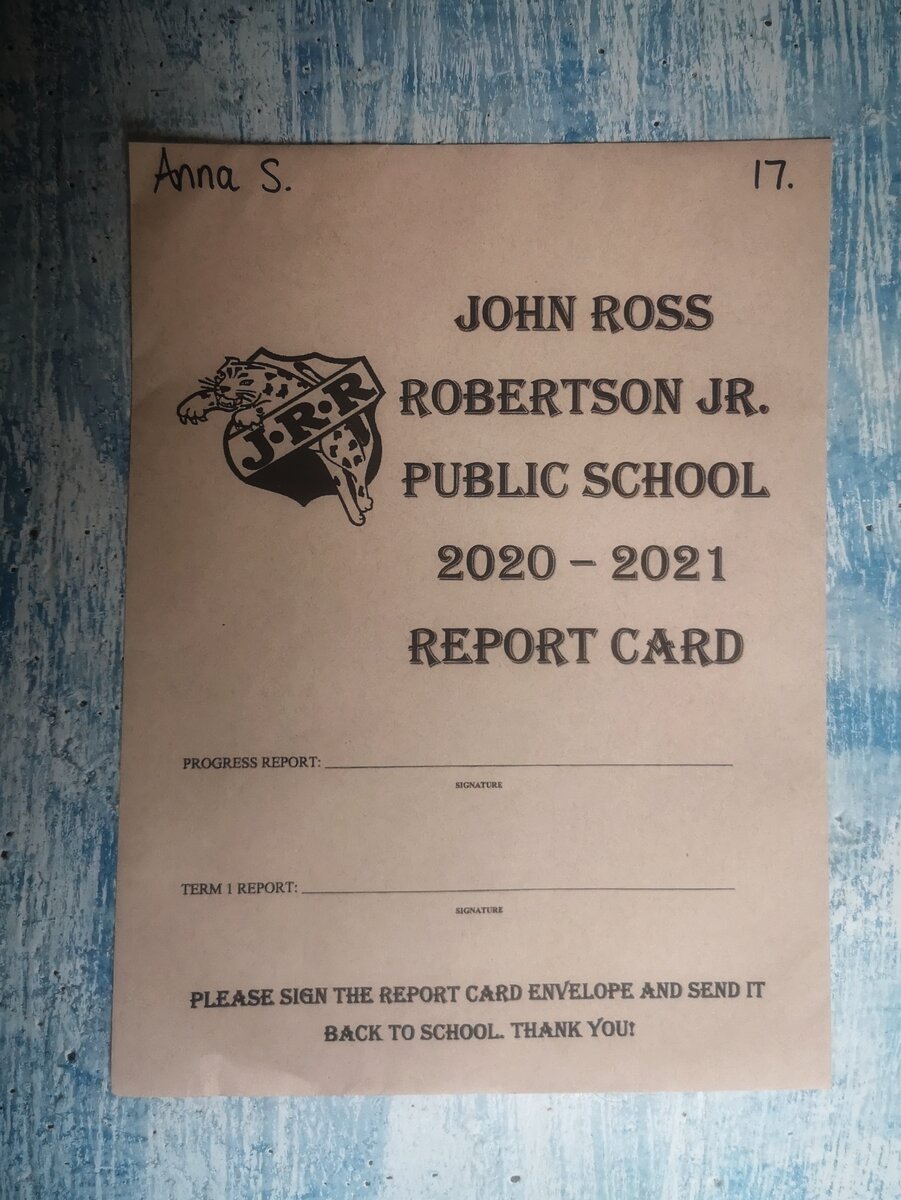 Anna S. 17.
J·R·R
JOHN ROSS
ROBERTSON JR.
PUBLIC SCHOOL
2020 – 2021
REPORT CARD
PROGRESS REPORT:
SIGNATURE
TERM 1 REPORT:
SIGNATURE
PLEASE SIGN THE REPORT CARD ENVELOPE AND SEND IT
BACK TO SCHOOL. THANK YOU!